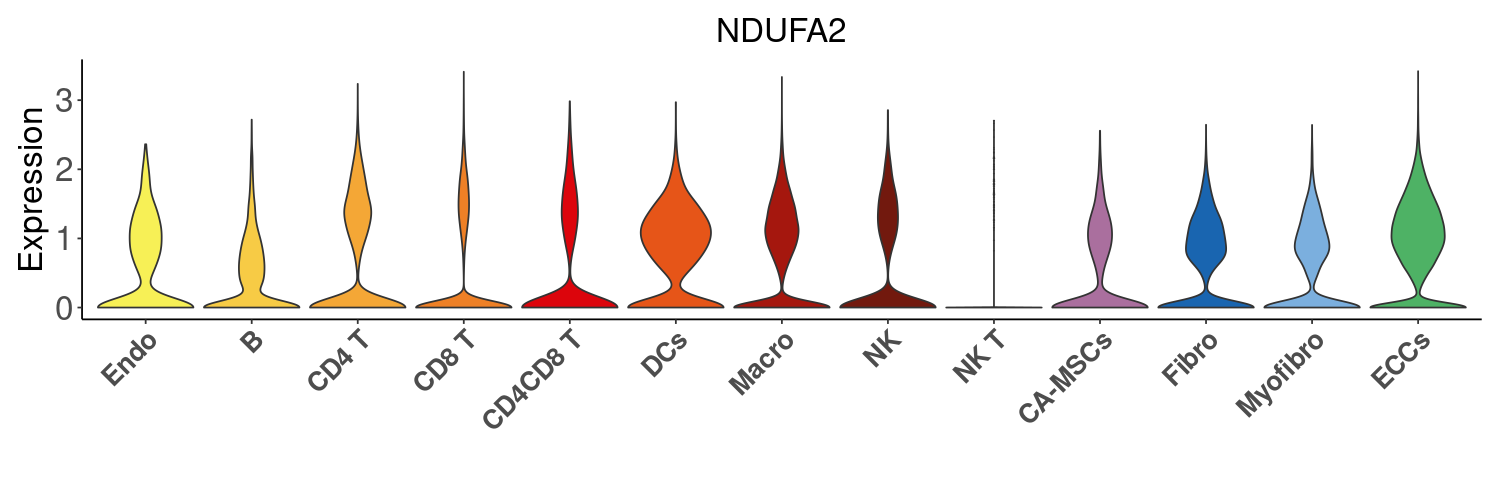 NDUFA2
Expression
3
2
1
0
Endo
B
CD4 T
CD8 T
CD4CD8 T
DCs
Macro
NK
NK T
CA-MSCs
Fibro
Myofibro
ECCs